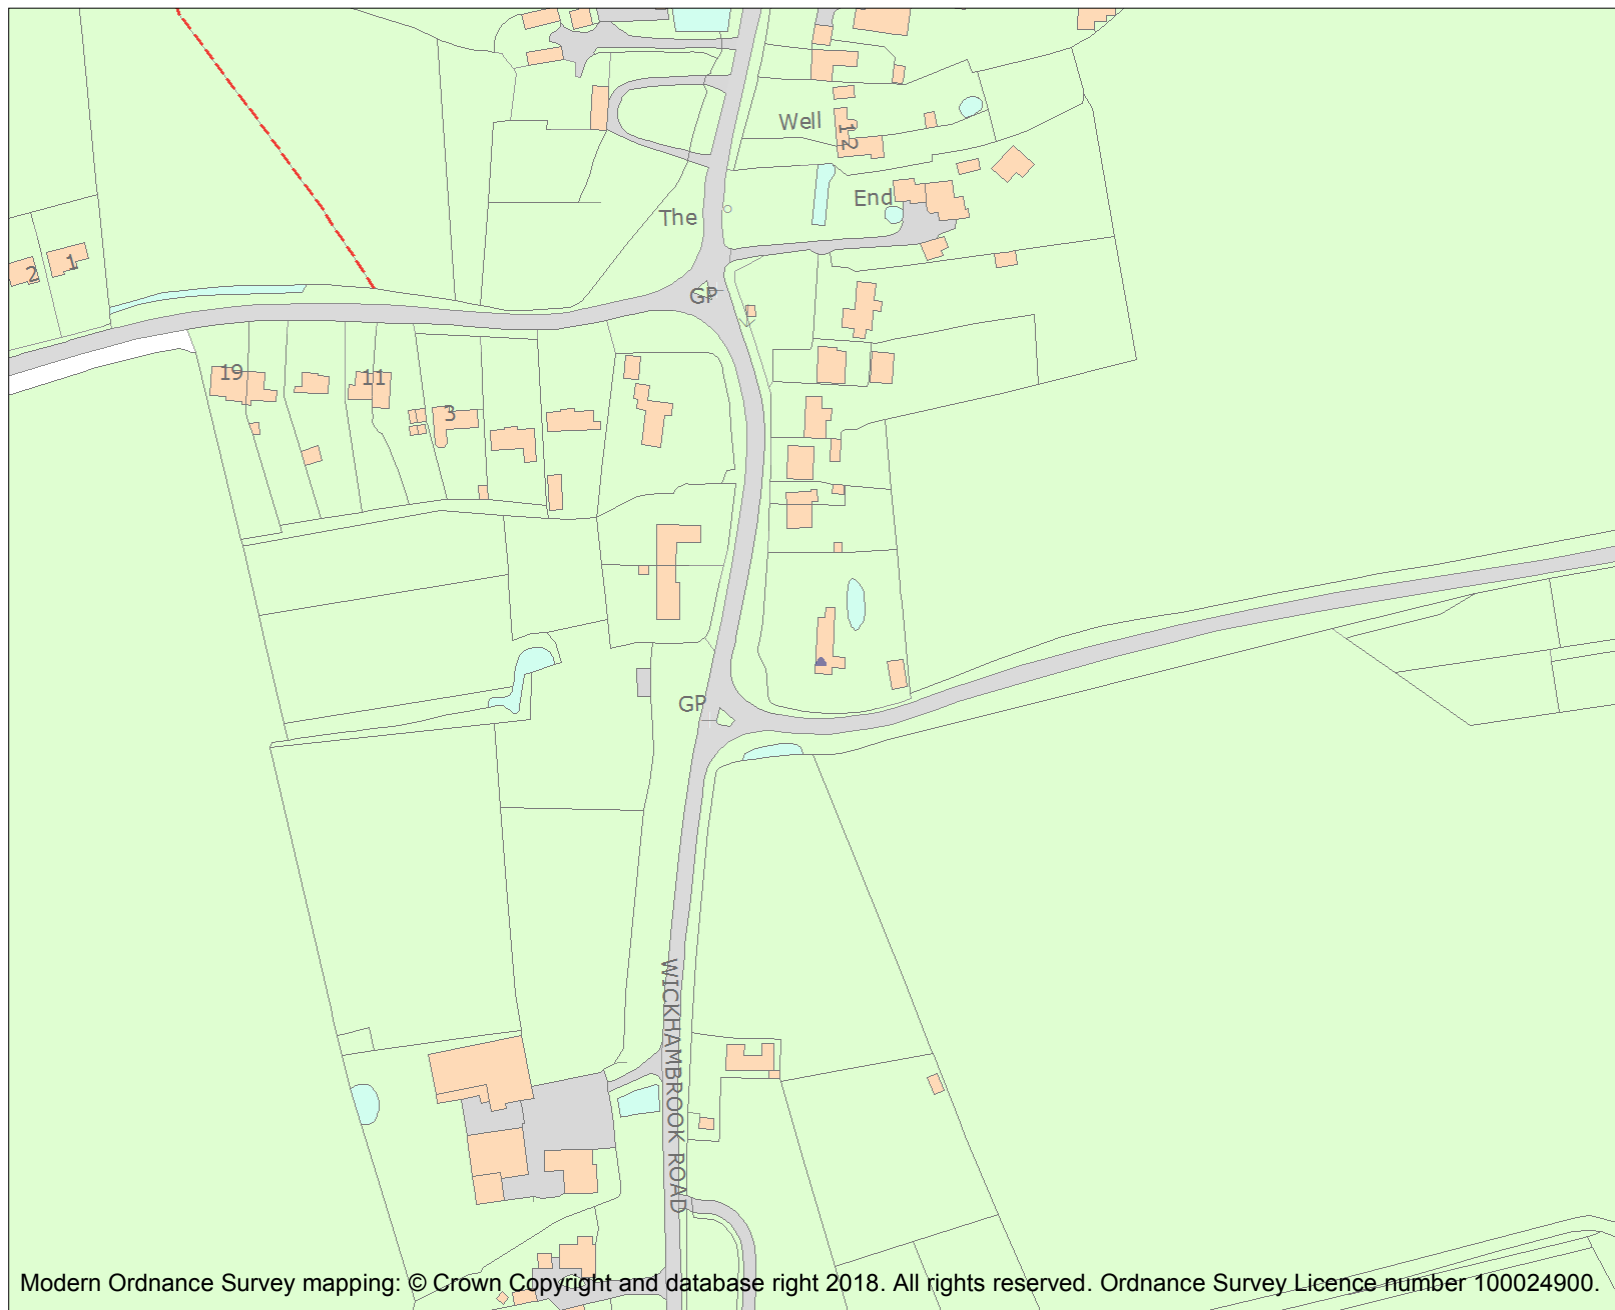 Well
12
End
The
2
1
GP
19
11
3
GP
WICKHAMBROOK ROAD
Modern Ordnance Survey mapping: © Crown Copyright and database right 2018. All rights reserved. Ordnance Survey Licence number 100024900.